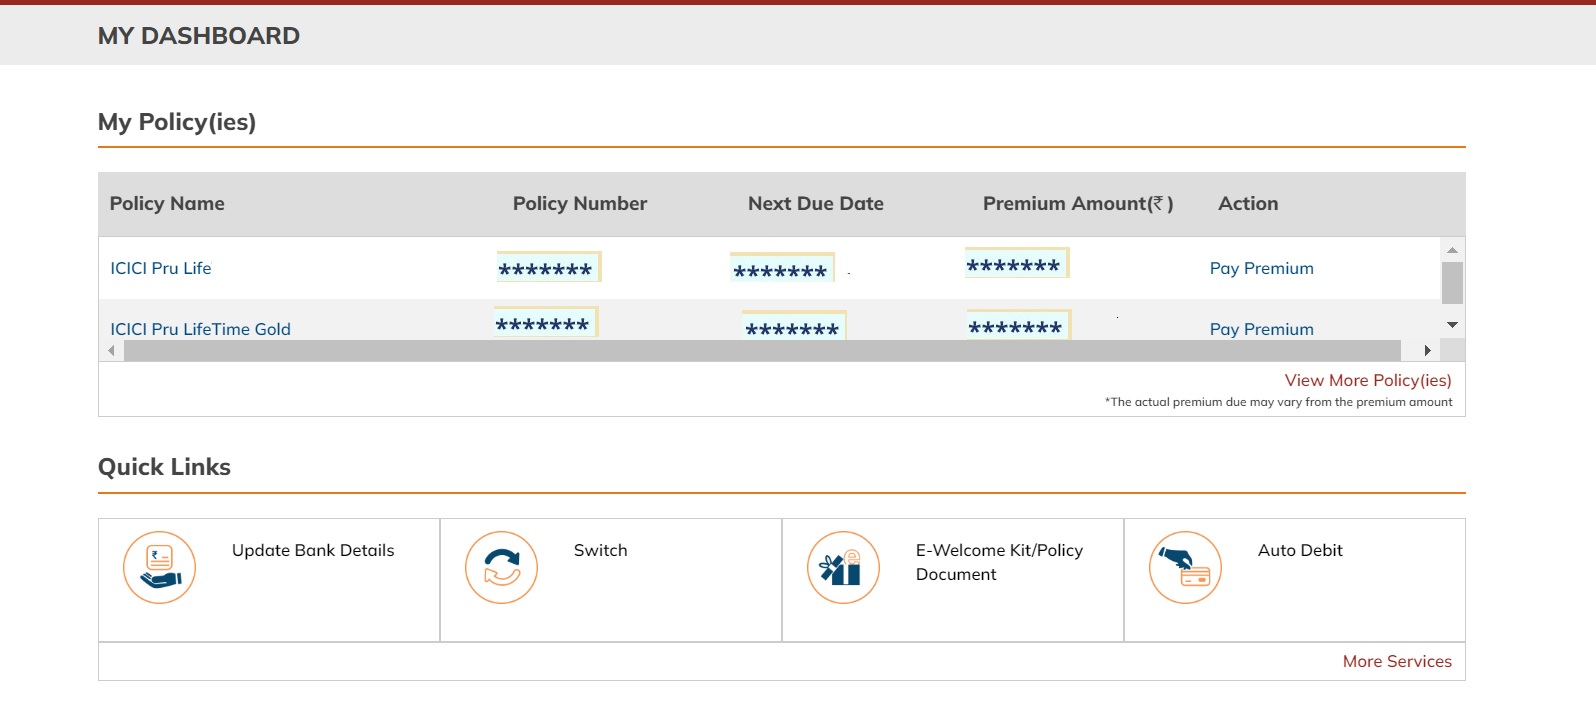 MY DASHBOARD
My Policy(ies)
Policy Name Policy Number Next Due Date Premium Amount(₹ ) Action
ICICI Pru Life ******* ******* ******* Pay Premium
ICICI Pru LifeTime Gold ******* ******* ******* Pay Premium
View More Policy(ies)
*The actual premium due may vary from the premium amount
Quick Links
Update Bank Details
Switch
E-Welcome Kit/Policy
Document
Auto Debit
More Services